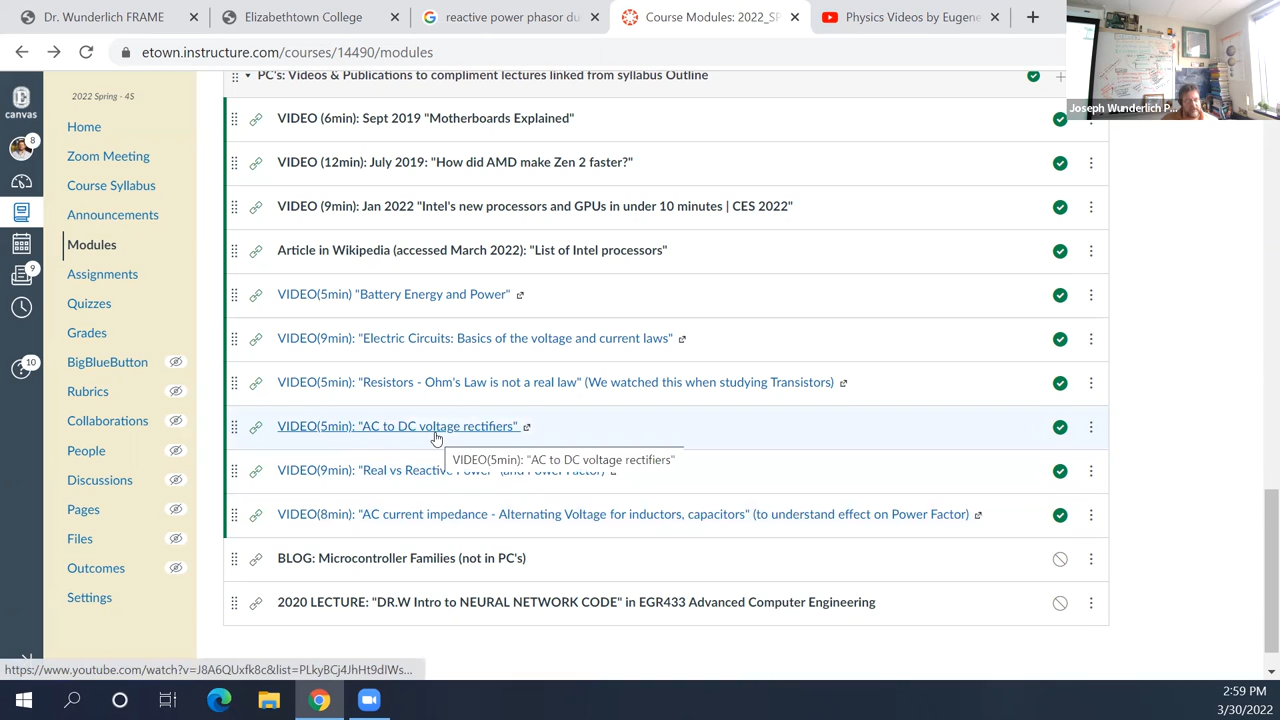 Dr. Wunderlich FRAME
Elizabethtown College
reactive power phasor du
Course Modules: 2022_SP
Physics Videos by Eugene
etown.instructure.com/courses/14490/modules
Joseph Wunderlich P...
canvas
8
9
10
2022 Spring - 4S
Home
Zoom Meeting
Course Syllabus
Announcements
Modules
Assignments
Quizzes
Grades
BigBlueButton
Rubrics
Collaborations
People
Discussions
Pages
Files
Outcomes
Settings
PC's: Videos & Publications to compliment lectures linked from syllabus Outline
VIDEO (6min): Sept 2019 "Motherboards Explained"
VIDEO (12min): July 2019: "How did AMD make Zen 2 faster?"
VIDEO (9min): Jan 2022 "Intel's new processors and GPUs in under 10 minutes | CES 2022"
Article in Wikipedia (accessed March 2022): "List of Intel processors"
VIDEO(5min) "Battery Energy and Power"
VIDEO(9min): "Electric Circuits: Basics of the voltage and current laws"
VIDEO(5min): "Resistors - Ohm's Law is not a real law" (We watched this when studying Transistors)
VIDEO(5min): "AC to DC voltage rectifiers"
VIDEO(5min): "AC to DC voltage rectifiers"
VIDEO(9min): "Real vs Reactive Power" (and Power Factor)
VIDEO(8min): "AC current impedance - Alternating Voltage for inductors, capacitors" (to understand effect on Power Factor)
BLOG: Microcontroller Families (not in PC's)
2020 LECTURE: "DR.W Intro to NEURAL NETWORK CODE" in EGR433 Advanced Computer Engineering
https://www.youtube.com/watch?v=J8A6QUxfk8c&list=PLkyBCj4JhHt9dIWs...
2:59 PM
3/30/2022